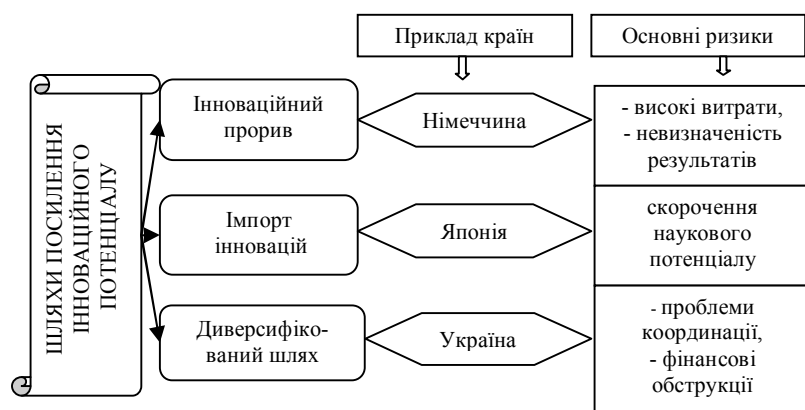 Приклад країн
Основні ризики
ШЛЯХИ ПОСИЛЕННЯ
ІННОВАЦІЙНОГО
ПОТЕНЦІАЛУ
Інноваційний
прорив
Німеччина
- високі витрати,
- невизначеність
результатів
Імпорт
інновацій
Японія
скорочення
наукового
потенціалу
Диверсифіко-
ований шлях
Україна
- проблеми
координації,
- фінансові
обструкції